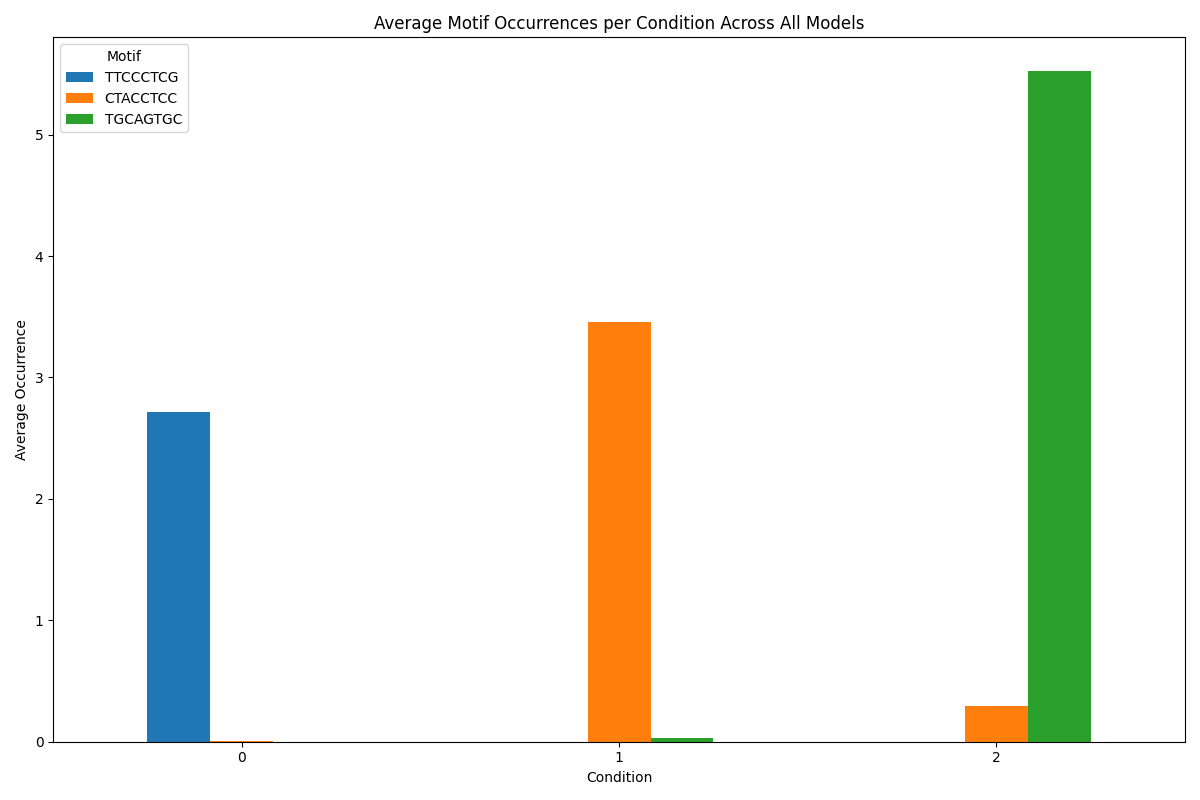 Average Motif Occurrences per Condition Across All Models
Motif
TTCCCTCG
CTACCTCC
TGCAGTGC
Average Occurrence
5
4
3
2
1
0
0 1 2
Condition